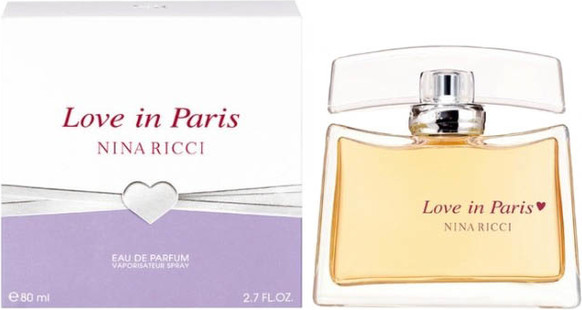 Love in Paris
NINA RICCI
EAU DE PARFUM
VAPORISATEUR SPRAY
℮80 ml 2.7 FL.OZ.
Love in Paris♥
NINA RICCI